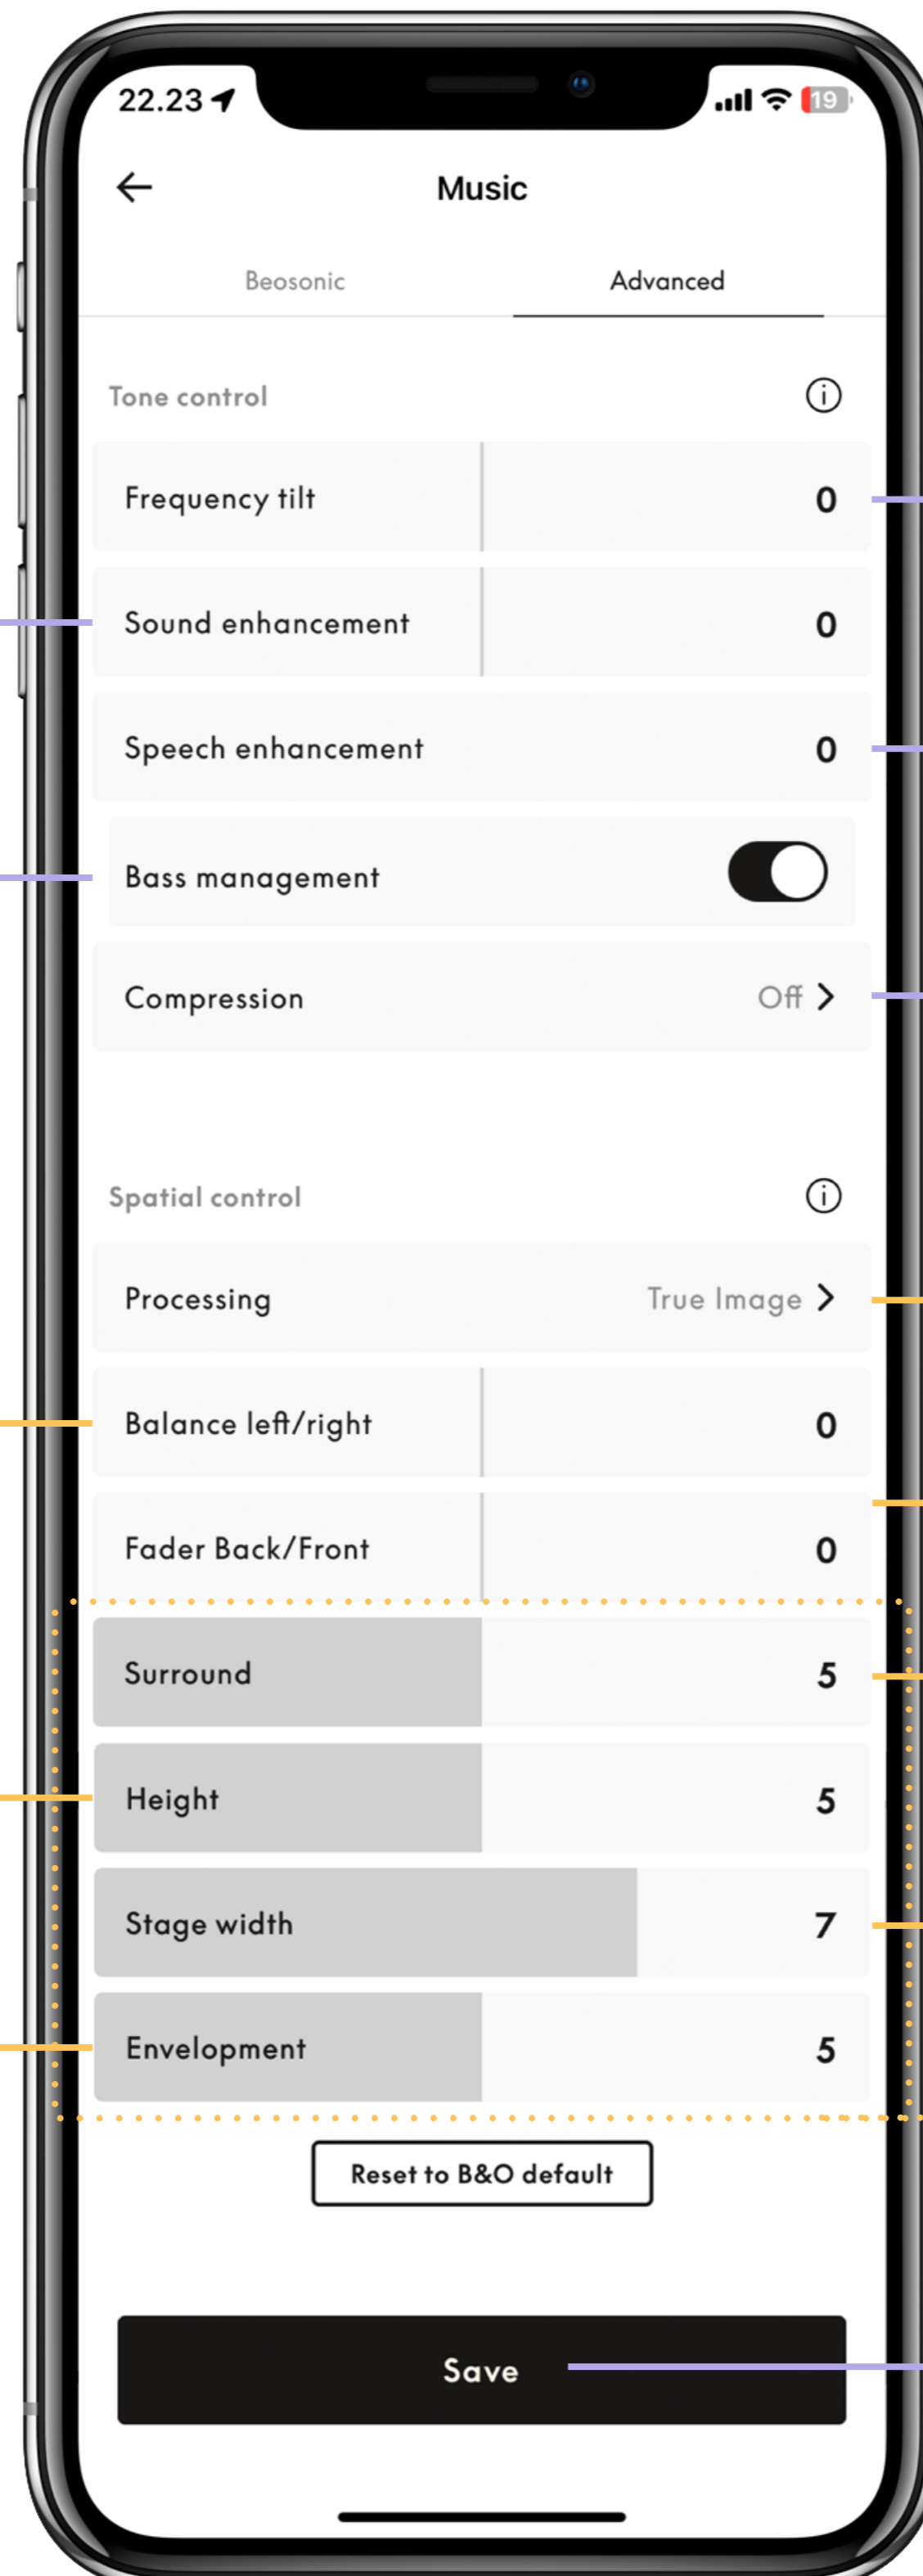 22.23
19
Music
Beosonic Advanced
Tone control
Frequency tilt 0
Sound enhancement 0
Speech enhancement 0
Bass management
Compression Off
Spatial control
Processing True Image
Balance left/right 0
Fader Back/Front 0
Surround 5
Height 5
Stage width 7
Envelopment 5
Reset to B&O default
Save